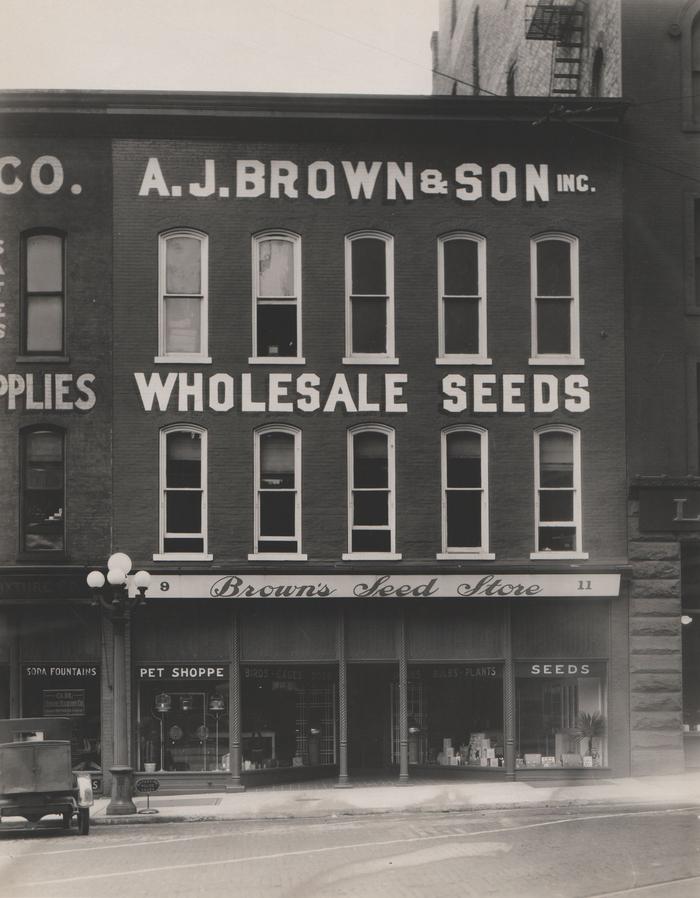 CO.
A. J. BROWN & SON INC.
PPLIES
WHOLESALE SEEDS
9 Brown's Seed Store 11
SODA FOUNTAINS
PET SHOPPE
BIRDS - CAGES
BULBS - PLANTS
SEEDS
L